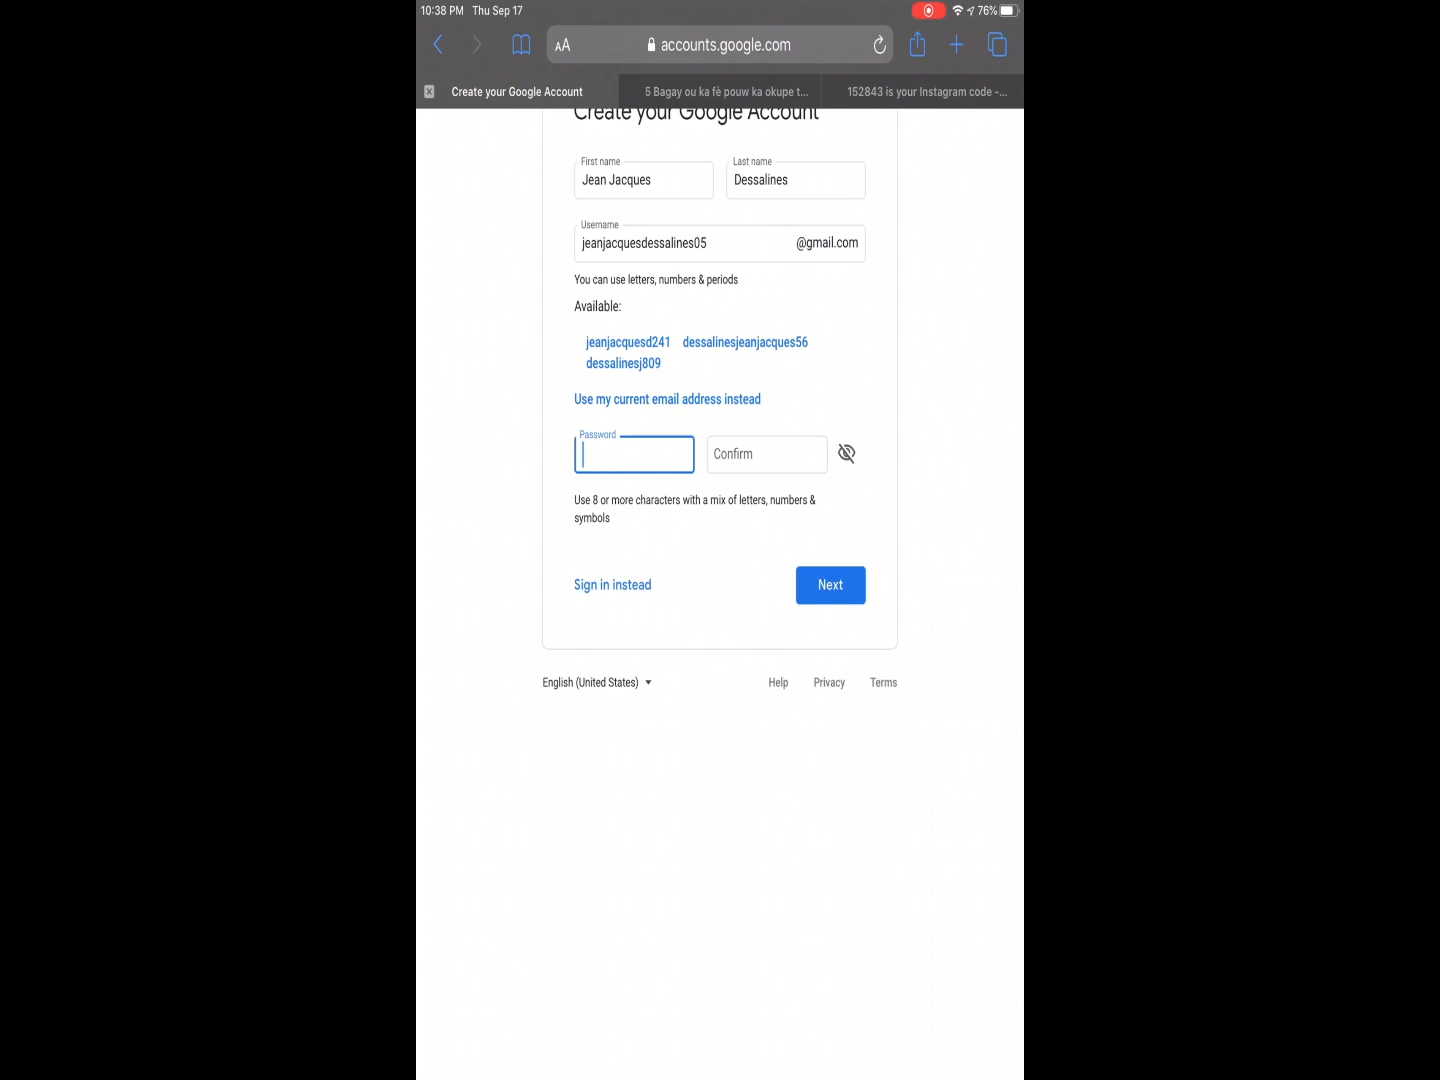 10:38 PM Thu Sep 17
76%
AA accounts.google.com
Create your Google Account
5 Bagay ou ka fè pouw ka okupe t...
152843 is your Instagram code -...
Create your Google Account
First name
Last name
Jean Jacques
Dessalines
Username
jeanjacquesdessalines05
@gmail.com
You can use letters, numbers & periods
Available:
jeanjacquesd241 dessalinesjeanjacques56
dessalinesj809
Use my current email address instead
Password
Confirm
Use 8 or more characters with a mix of letters, numbers &
symbols
Sign in instead
Next
English (United States)
Help Privacy Terms